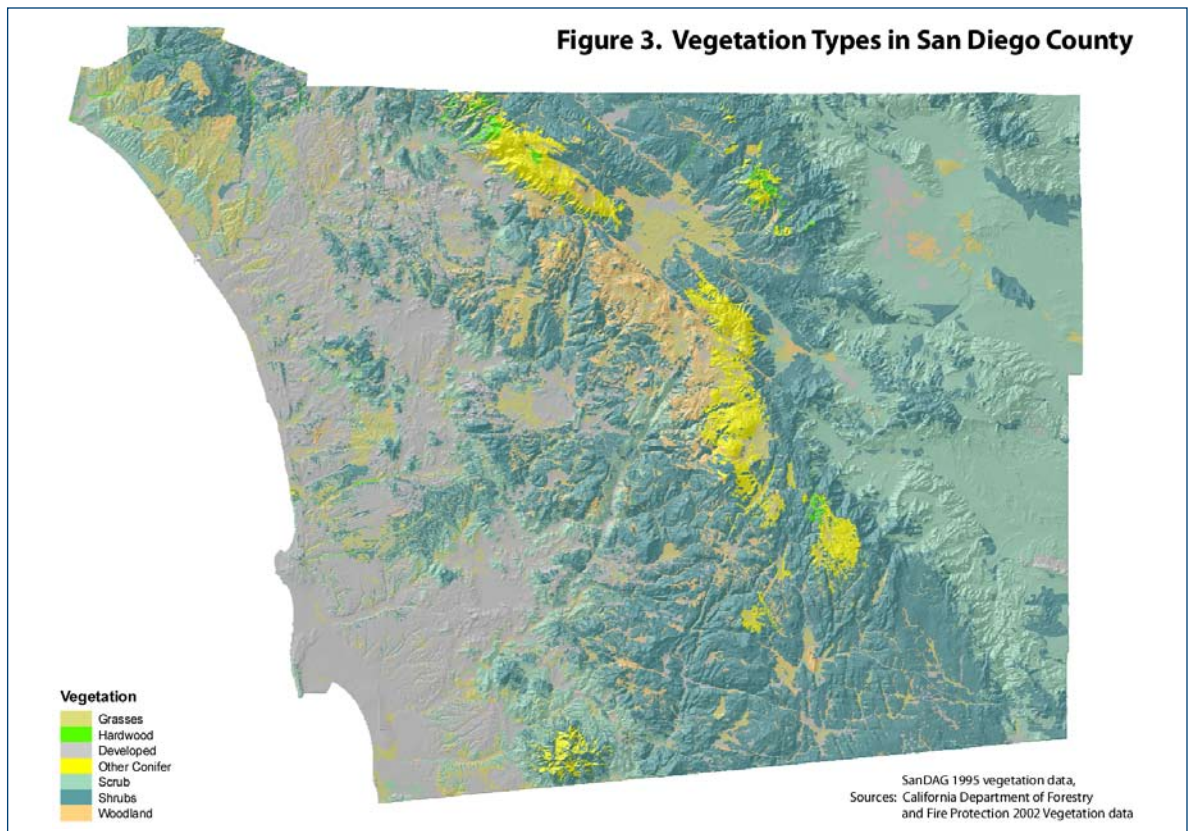 Figure 3. Vegetation Types in San Diego County
Vegetation
Grasses
Hardwood
Developed
Other Conifer
Scrub
Shrubs
Woodland
SanDAG 1995 vegetation data,
Sources: California Department of Forestry
and Fire Protection 2002 Vegetation data